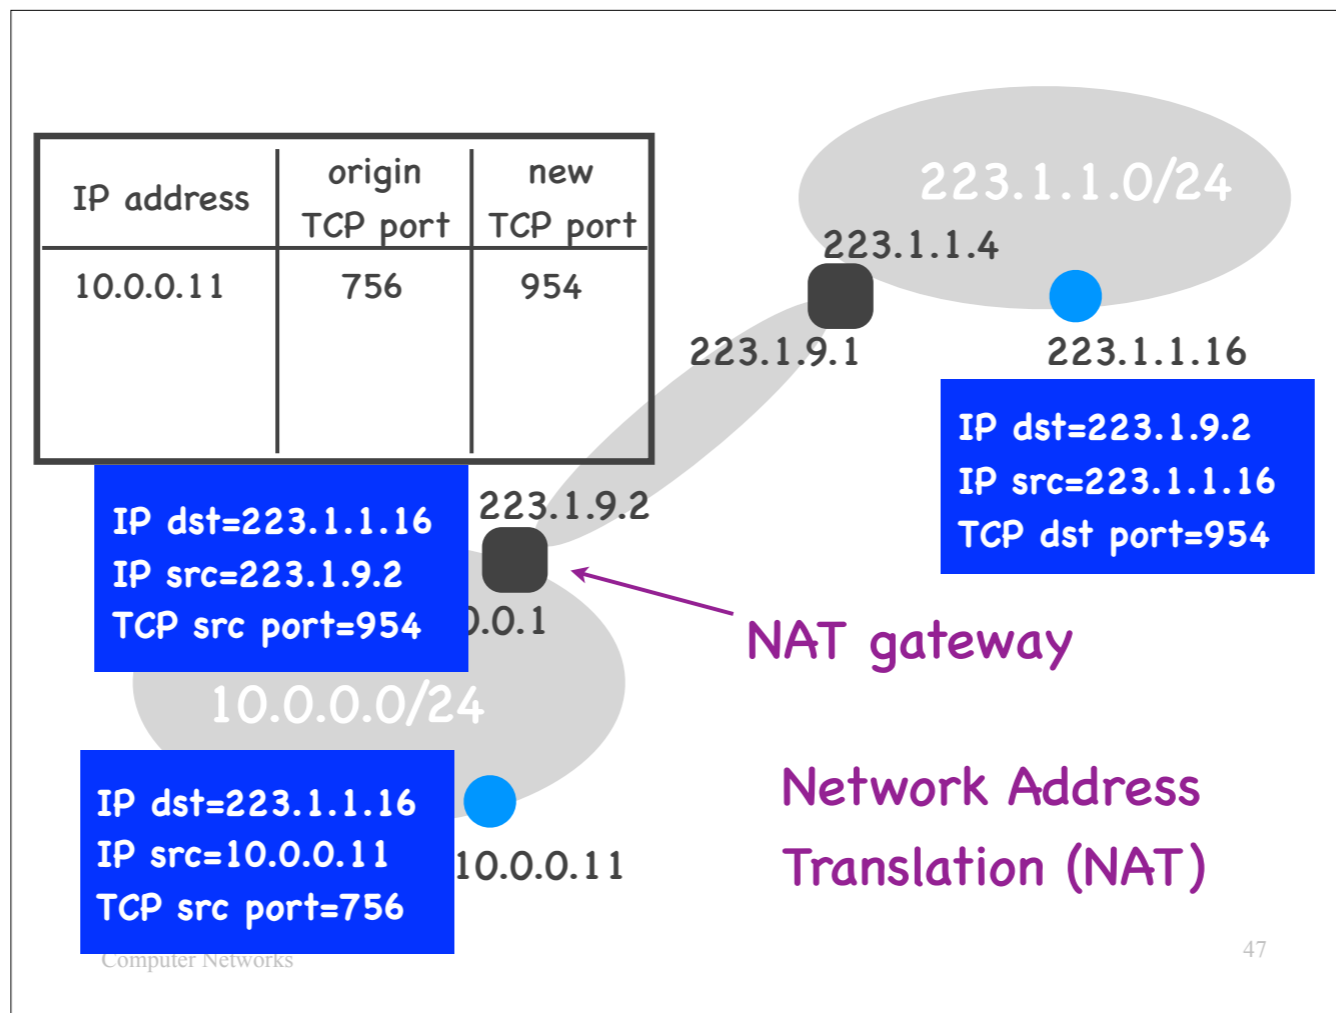 IP address
origin
TCP port
new
TCP port
10.0.0.11
756
954
223.1.1.0/24
223.1.1.4
223.1.9.1
223.1.1.16
IP dst=223.1.9.2
IP src=223.1.1.16
TCP dst port=954
IP dst=223.1.1.16
IP src=223.1.9.2
TCP src port=954
223.1.9.2
.0.1
NAT gateway
10.0.0.0/24
IP dst=223.1.1.16
IP src=10.0.0.11
TCP src port=756
10.0.0.11
Network Address
Translation (NAT)
Computer Networks
47